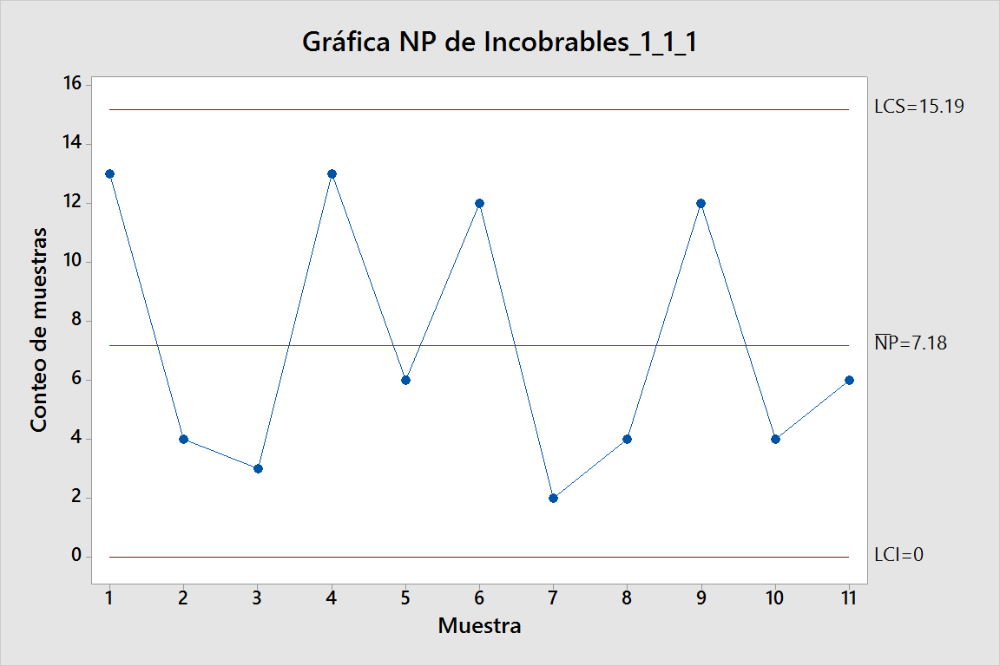 Gráfica NP de Incobrables_1_1_1
Conteo de muestras
16
14
12
10
8
6
4
2
0
LCS=15.19
N̅P̅=7.18
LCI=0
1 2 3 4 5 6 7 8 9 10 11
Muestra